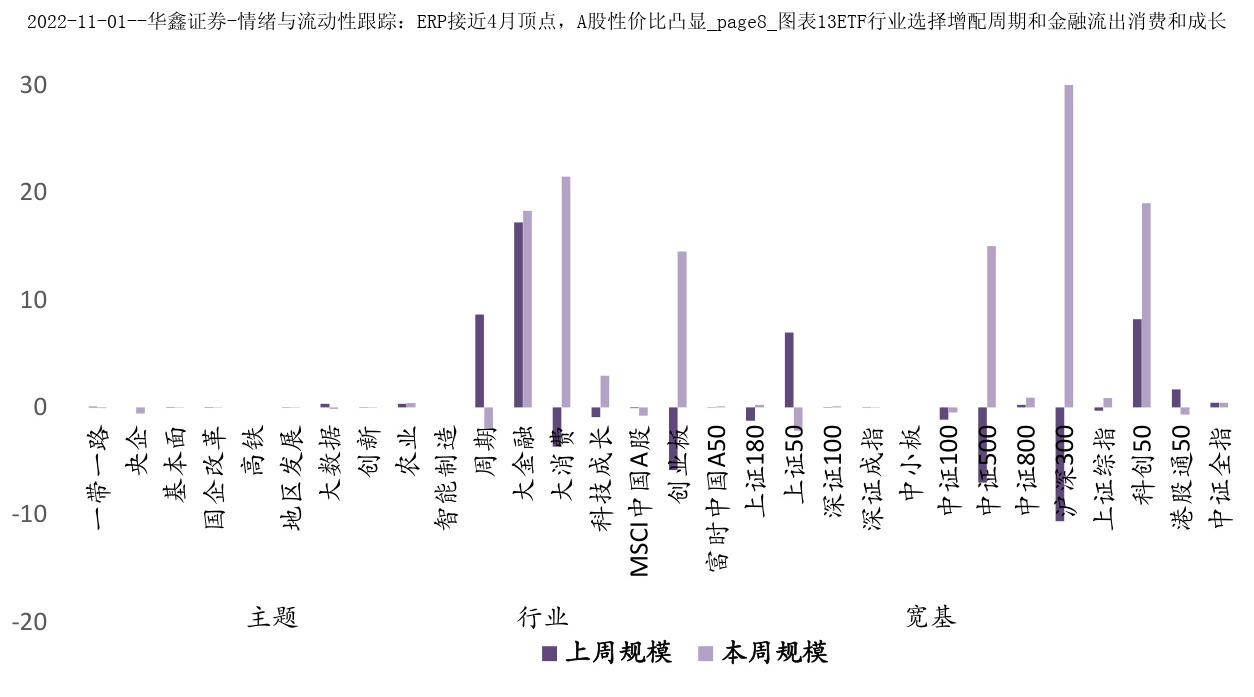 2022-11-01--华鑫证券-情绪与流动性跟踪：ERP接近4月顶点，A股性价比凸显_page8_图表13ETF行业选择增配周期和金融流出消费和成长
30
20
10
0
-10
-20
一带一路
央企
基本面
国企改革
高铁
地区发展
大数据
创新
农业
智能制造
周期
大金融
大消费
科技成长
MSCI中国A股
创业板
富时中国A50
上证180
上证50
深证100
深证成指
中小板
中证100
中证500
中证800
沪深300
上证综指
科创50
港股通50
中证全指
主题
行业
宽基
上周规模
本周规模